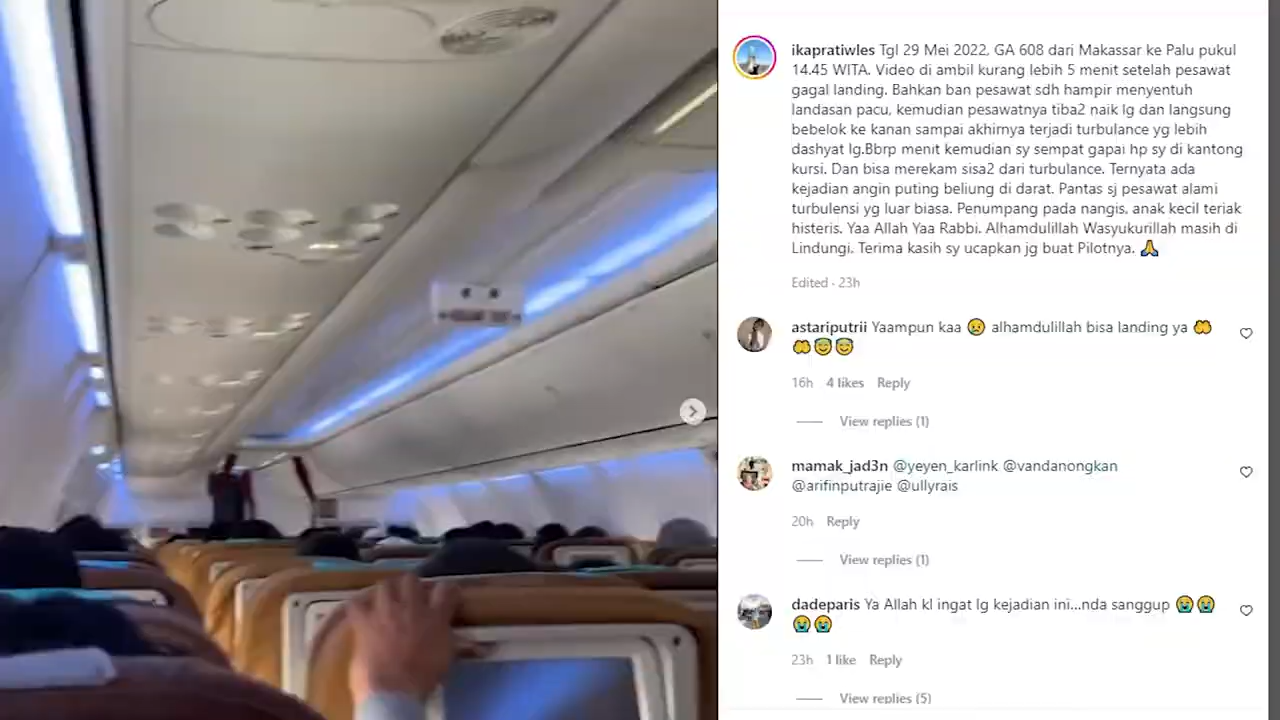 ikapratiwles Tgl 29 Mei 2022, GA 608 dari Makassar ke Palu pukul
14.45 WITA. Video di ambil kurang lebih 5 menit setelah pesawat
gagal landing. Bahkan ban pesawat sdh hampir menyentuh
landasan pacu, kemudian pesawatnya tiba2 naik lg dan langsung
bebelok ke kanan sampai akhirnya terjadi turbulance yg lebih
dashyat lg.Bbrp menit kemudian sy sempat gapai hp sy di kantong
kursi. Dan bisa merekam sisa2 dari turbulance. Ternyata ada
kejadian angin puting beliung di darat. Pantas sj pesawat alami
turbulensi yg luar biasa. Penumpang pada nangis, anak kecil teriak
histeris. Yaa Allah Yaa Rabbi. Alhamdulillah Wasyukurillah masih di
Lindungi. Terima kasih sy ucapkan jg buat Pilotnya. 🙏
Edited · 23h
astariputrii Yaampun kaa 😢 alhamdulillah bisa landing ya 🤲
🤲😇😇
16h 4 likes Reply
View replies (1)
mamak_jad3n @yeyen_karlink @vandanongkan
@arifinputrajie @ullyrais
20h Reply
View replies (1)
dadeparis Ya Allah kl ingat lg kejadian ini...nda sanggup 😭😭
😭😭
23h 1 like Reply
View replies (5)